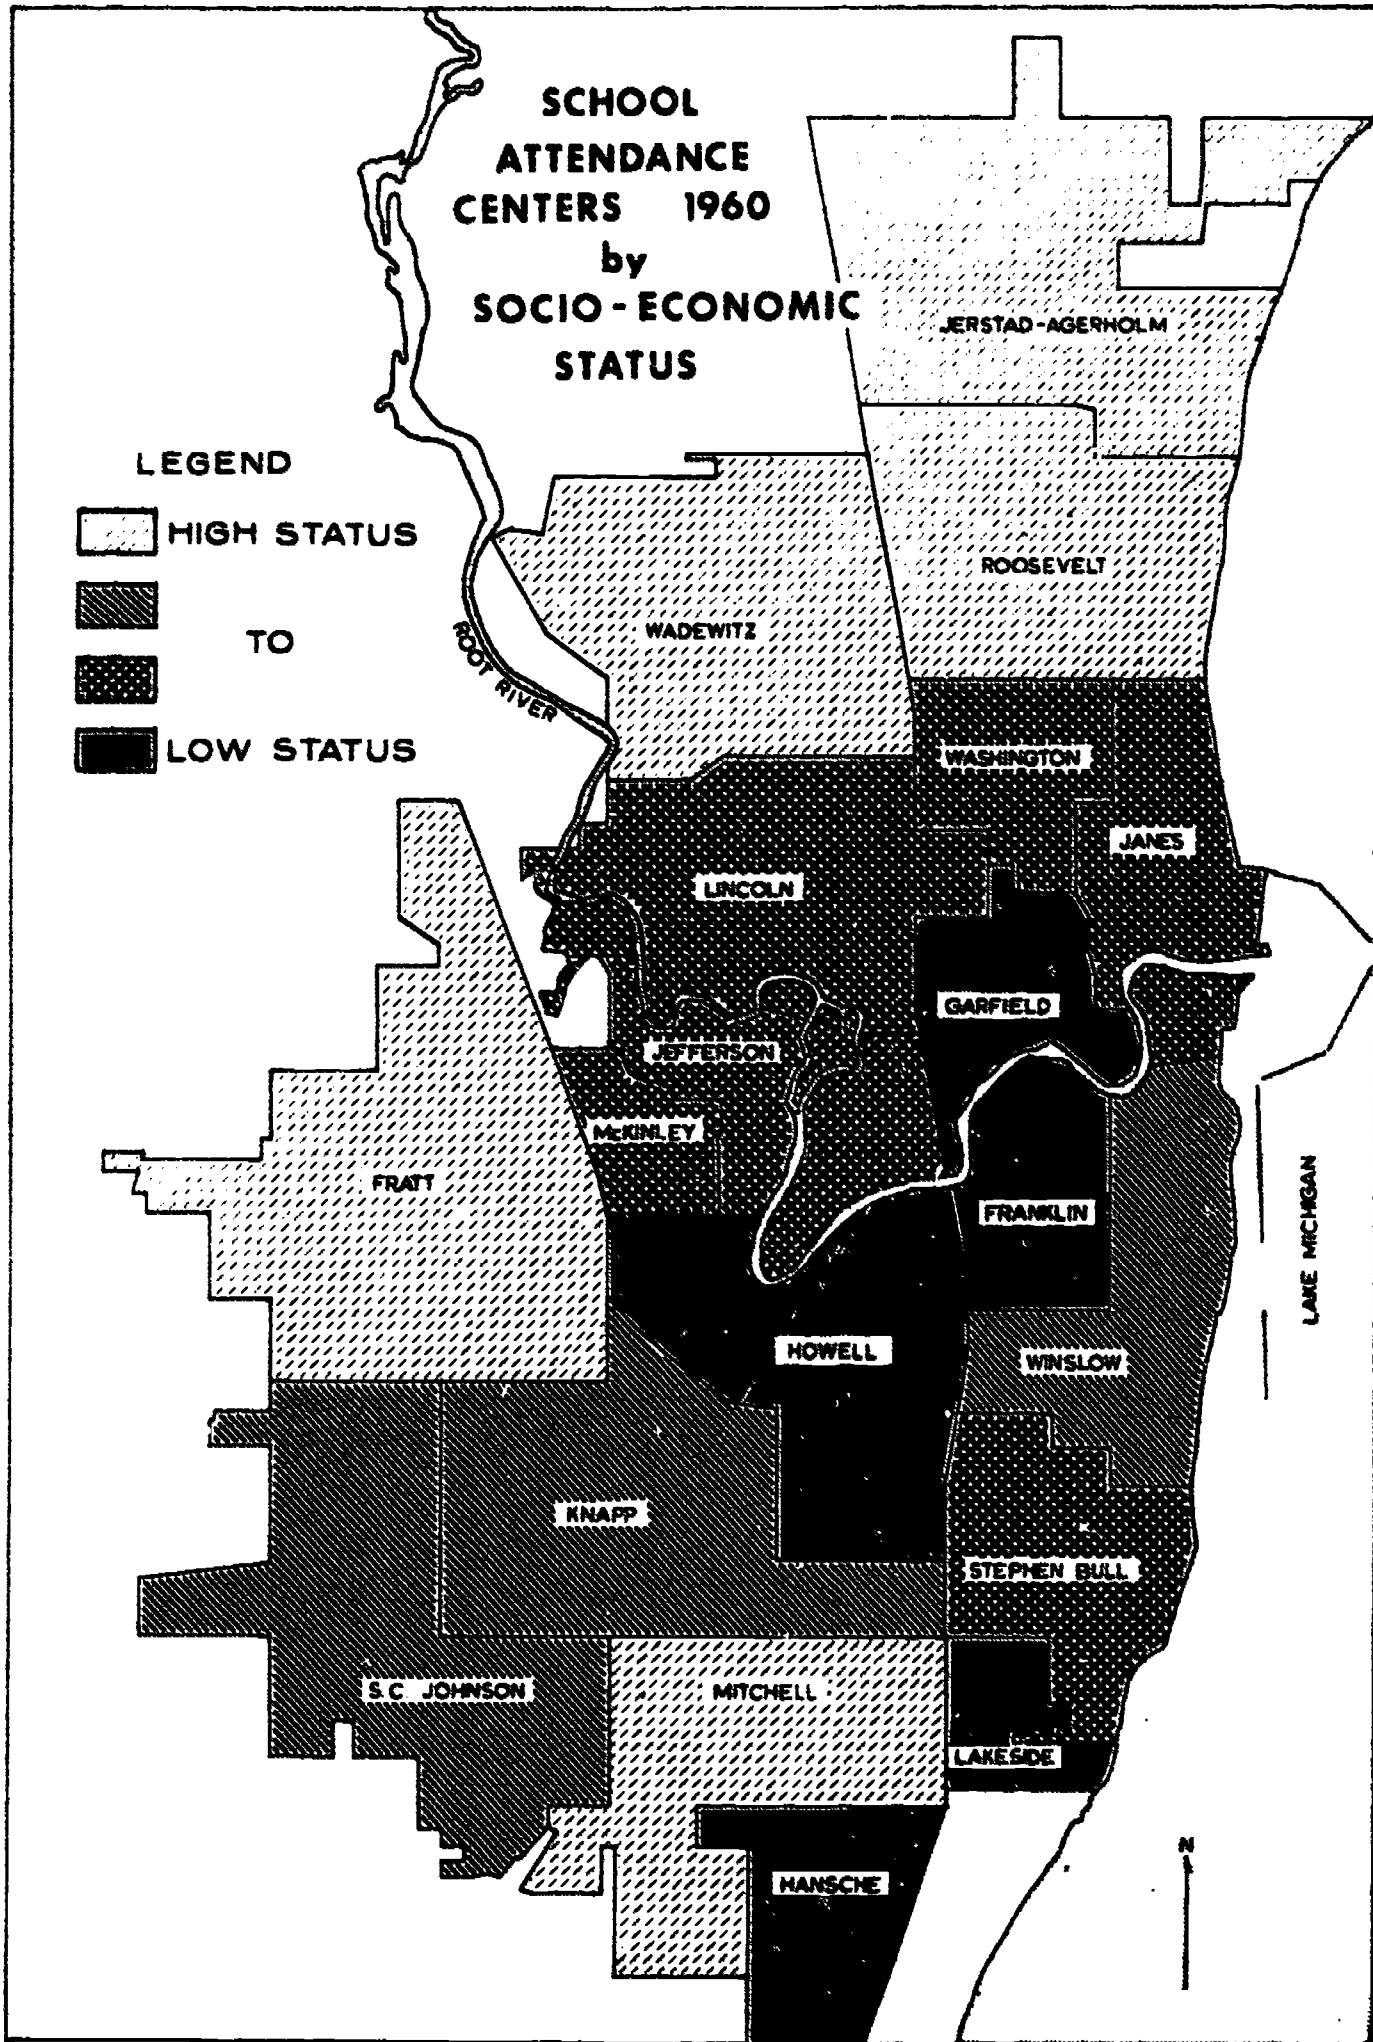 SCHOOL
ATTENDANCE
CENTERS 1960
by
SOCIO-ECONOMIC
STATUS
LEGEND
HIGH STATUS
TO
LOW STATUS
ROOT RIVER
JERSTAD-AGERHOLM
ROOSEVELT
WADEWITZ
WASHINGTON
JANES
LINCOLN
GARFIELD
JEFFERSON
McKINLEY
FRATT
FRANKLIN
LAKE MICHIGAN
HOWELL
WINSLOW
KNAPP
STEPHEN BULL
S.C. JOHNSON
MITCHELL
LAKESIDE
HANSCHE
N